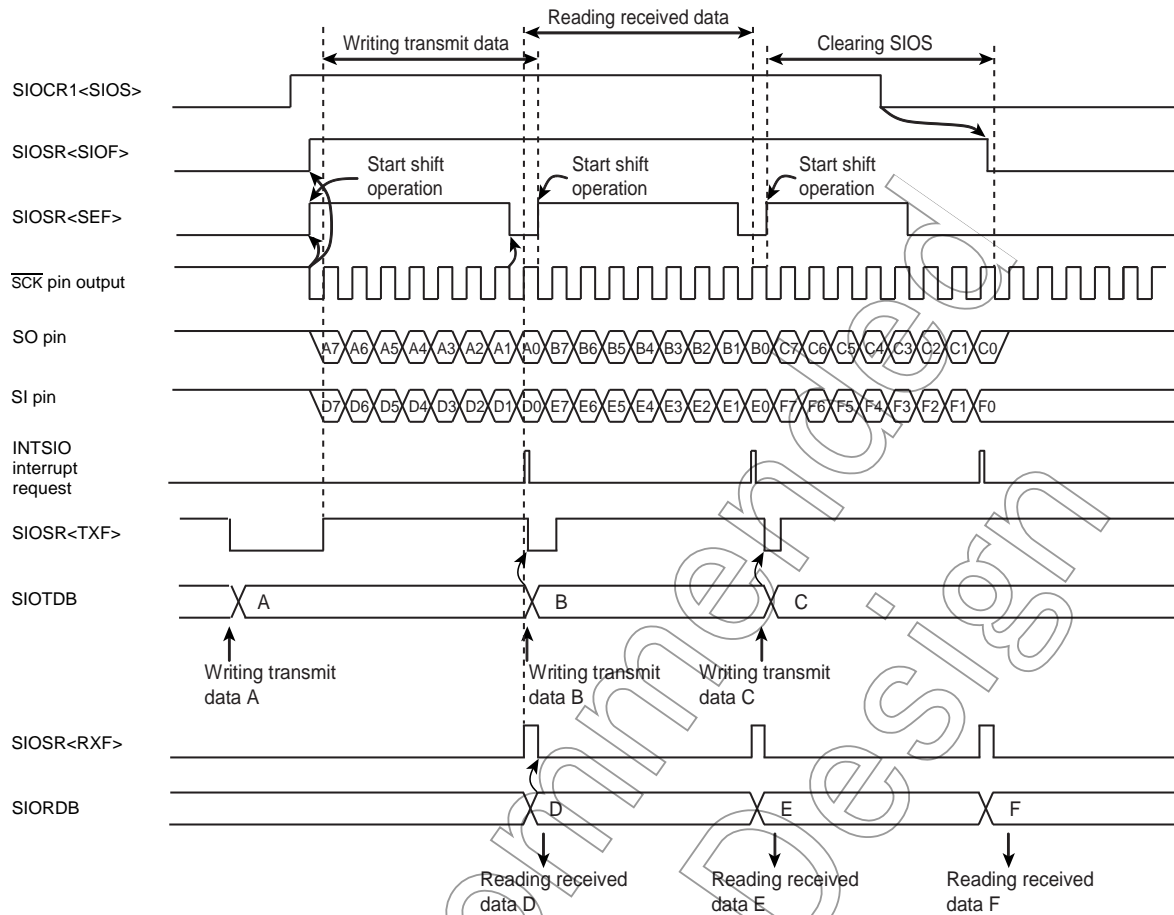 Reading received data
Writing transmit data
Clearing SIOS
SIOCR1<SIOS>
SIOSR<SIOF>
Start shift
operation
Start shift
operation
Start shift
operation
SIOSR<SEF>
SCK pin output
SO pin
A7 A6 A5 A4 A3 A2 A1 A0 B7 B6 B5 B4 B3 B2 B1 B0 C7 C6 C5 C4 C3 C2 C1 C0
SI pin
D7 D6 D5 D4 D3 D2 D1 D0 E7 E6 E5 E4 E3 E2 E1 E0 F7 F6 F5 F4 F3 F2 F1 F0
INTSIO
interrupt
request
SIOSR<TXF>
SIOTDB
A
B
C
Writing transmit
data A
Writing transmit
data B
Writing transmit
data C
SIOSR<RXF>
SIORDB
D
E
F
Reading received
data D
Reading received
data E
Reading received
data F
ommended
Design